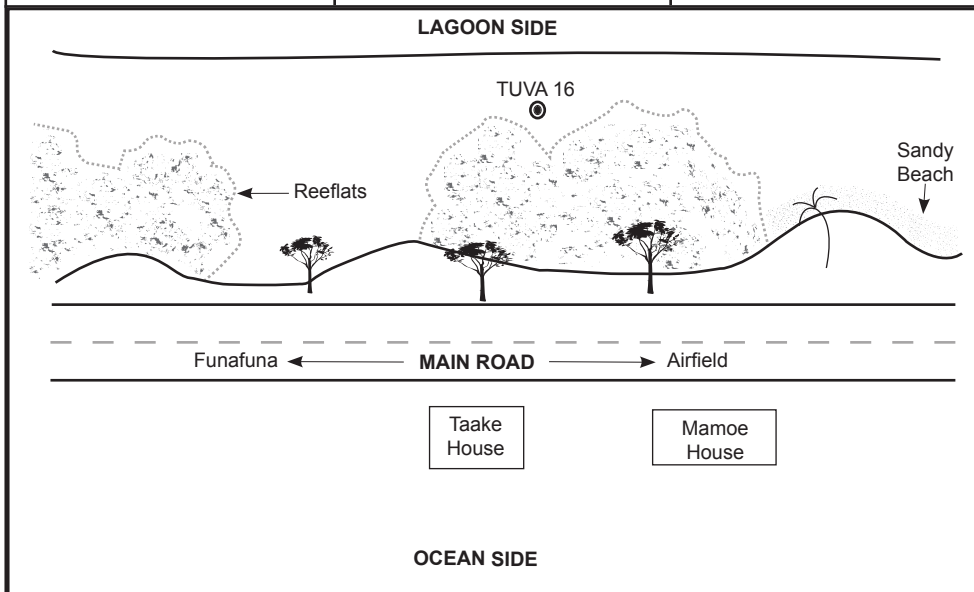 LAGOON SIDE
TUVA 16
Sandy
Beach
Reeflats
Funafuna
MAIN ROAD
Airfield
Taake
House
Mamoe
House
OCEAN SIDE